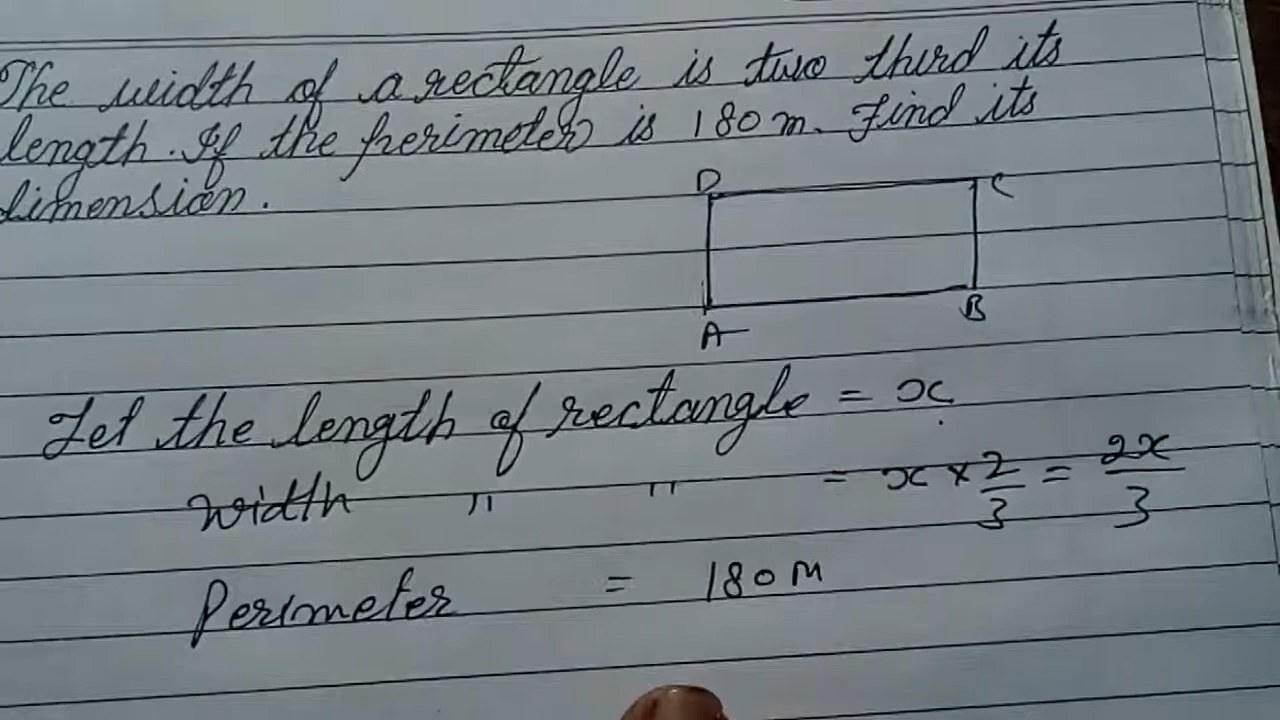 The width of a rectangle is two third its
length. If the perimeter is 180 m. Find its
dimension.
D C
A B
Let the length of rectangle = x.
width " " = x × 2/3 = 2x/3
Perimeter = 180 M